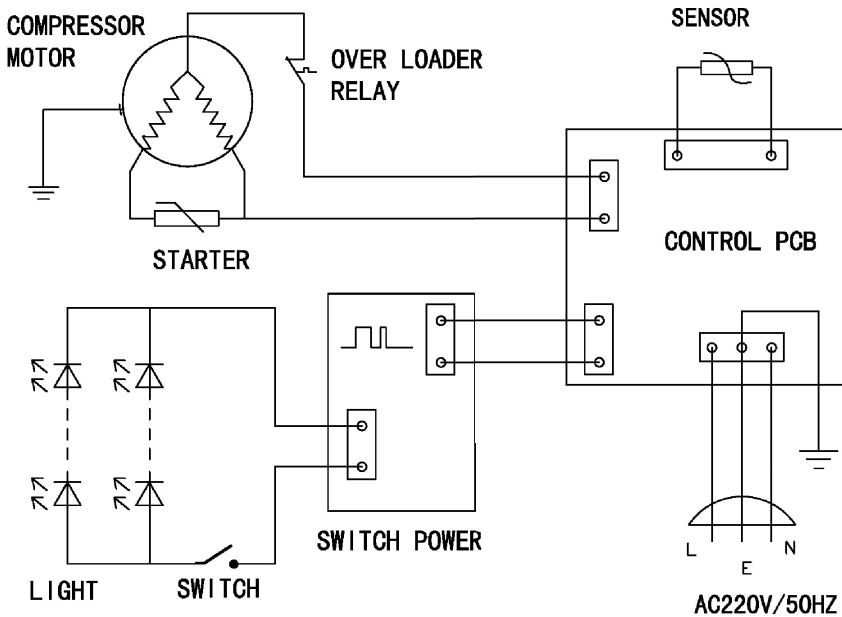 COMPRESSOR
MOTOR
OVER LOADER
RELAY
SENSOR
STARTER
CONTROL PCB
SWITCH POWER
LIGHT
SWITCH
L
E
N
AC220V/50HZ